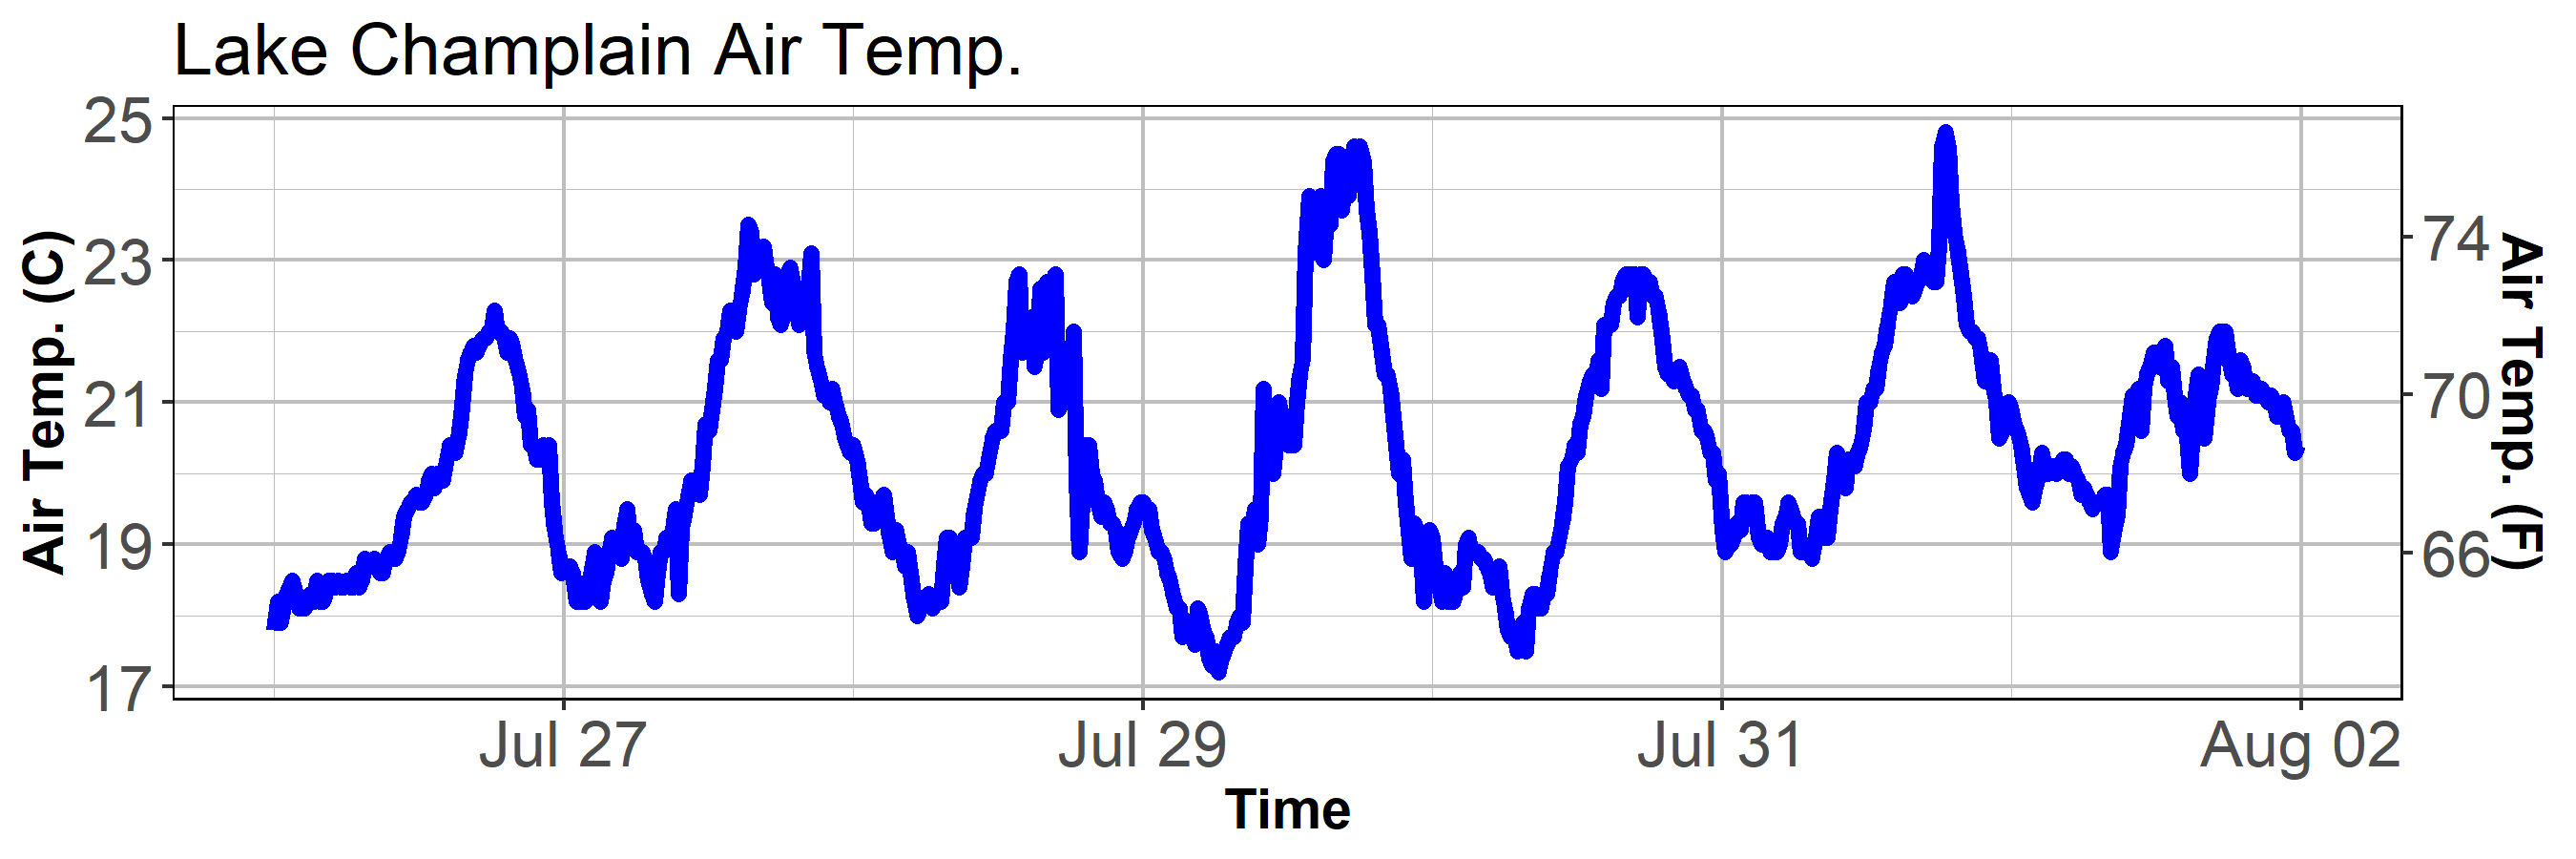 Lake Champlain Air Temp.
25
23
21
19
17
Air Temp. (C)
74
70
66
Air Temp. (F)
Jul 27
Jul 29
Jul 31
Aug 02
Time